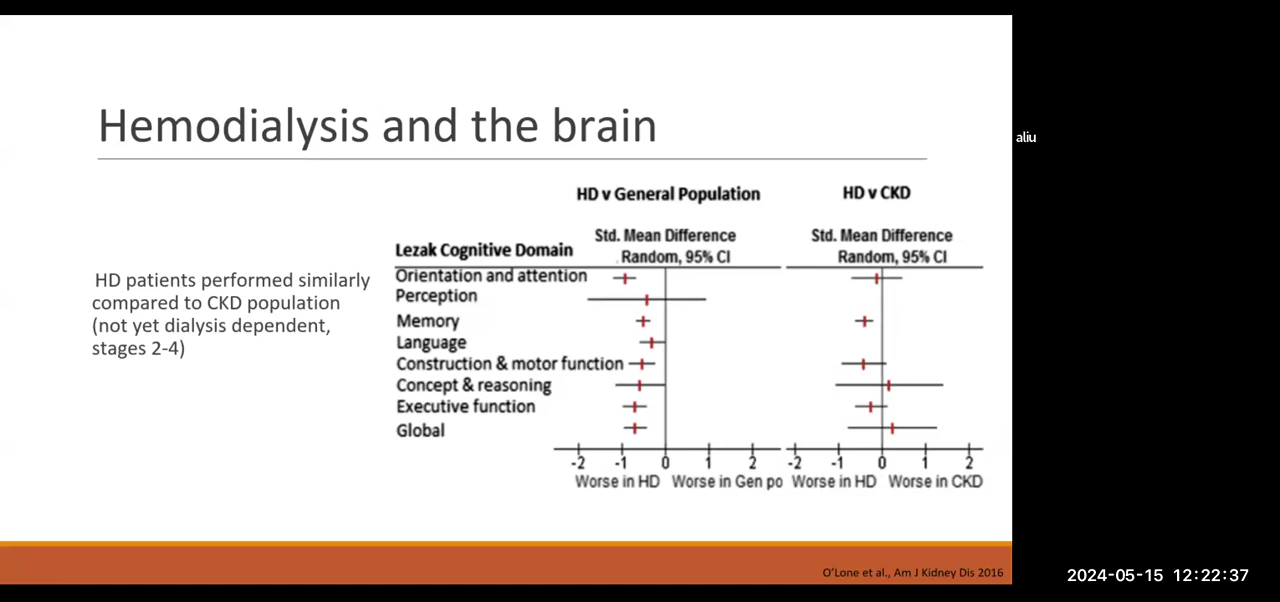 Hemodialysis and the brain
aliu
HD patients performed similarly
compared to CKD population
(not yet dialysis dependent,
stages 2-4)
HD v General Population
HD v CKD
Std. Mean Difference
Random, 95% CI
Std. Mean Difference
Random, 95% CI
Lezak Cognitive Domain
Orientation and attention
Perception
Memory
Language
Construction & motor function
Concept & reasoning
Executive function
Global
-2 -1 0 1 2
-2 -1 0 1 2
Worse in HD Worse in Gen po
Worse in HD Worse in CKD
O'Lone et al., Am J Kidney Dis 2016
2024-05-15 12:22:37